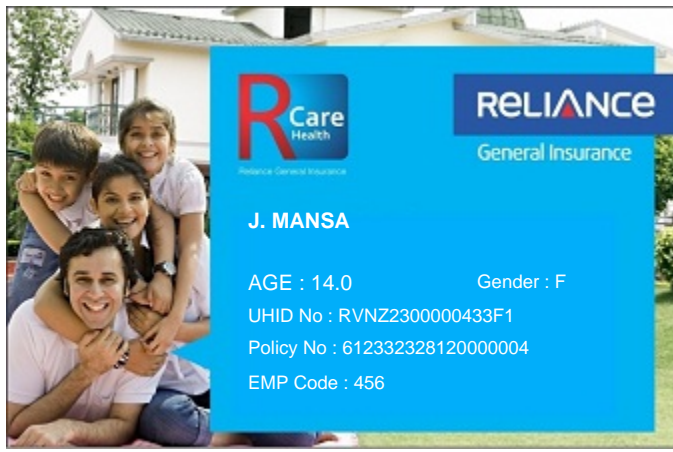 R Care
Health
Reliance General Insurance
RELIANCE
General Insurance
J. MANSA
AGE : 14.0 Gender : F
UHID No : RVNZ2300000433F1
Policy No : 612332328120000004
EMP Code : 456